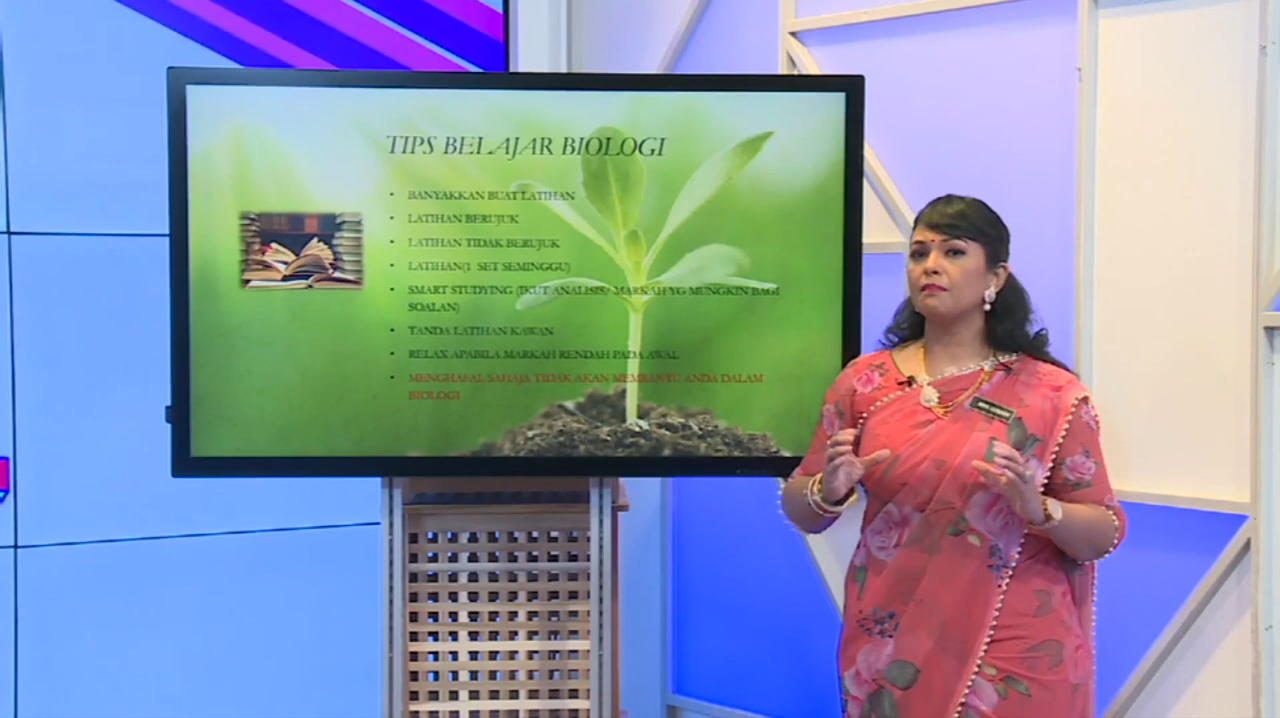 TIPS BELAJAR BIOLOGI
• BANYAKKAN BUAT LATIHAN
• LATIHAN BERUJUK
• LATIHAN TIDAK BERUJUK
• LATIHAN(1 SET SEMINGGU)
• SMART STUDYING (IKUT ANALISIS/ MARKAH YG MUNGKIN BAGI
SOALAN)
• TANDA LATIHAN KAWAN
• RELAX APABILA MARKAH RENDAH PADA AWAL
• MENGHAFAL SAHAJA TIDAK AKAN MEMBANTU ANDA DALAM
BIOLOGI